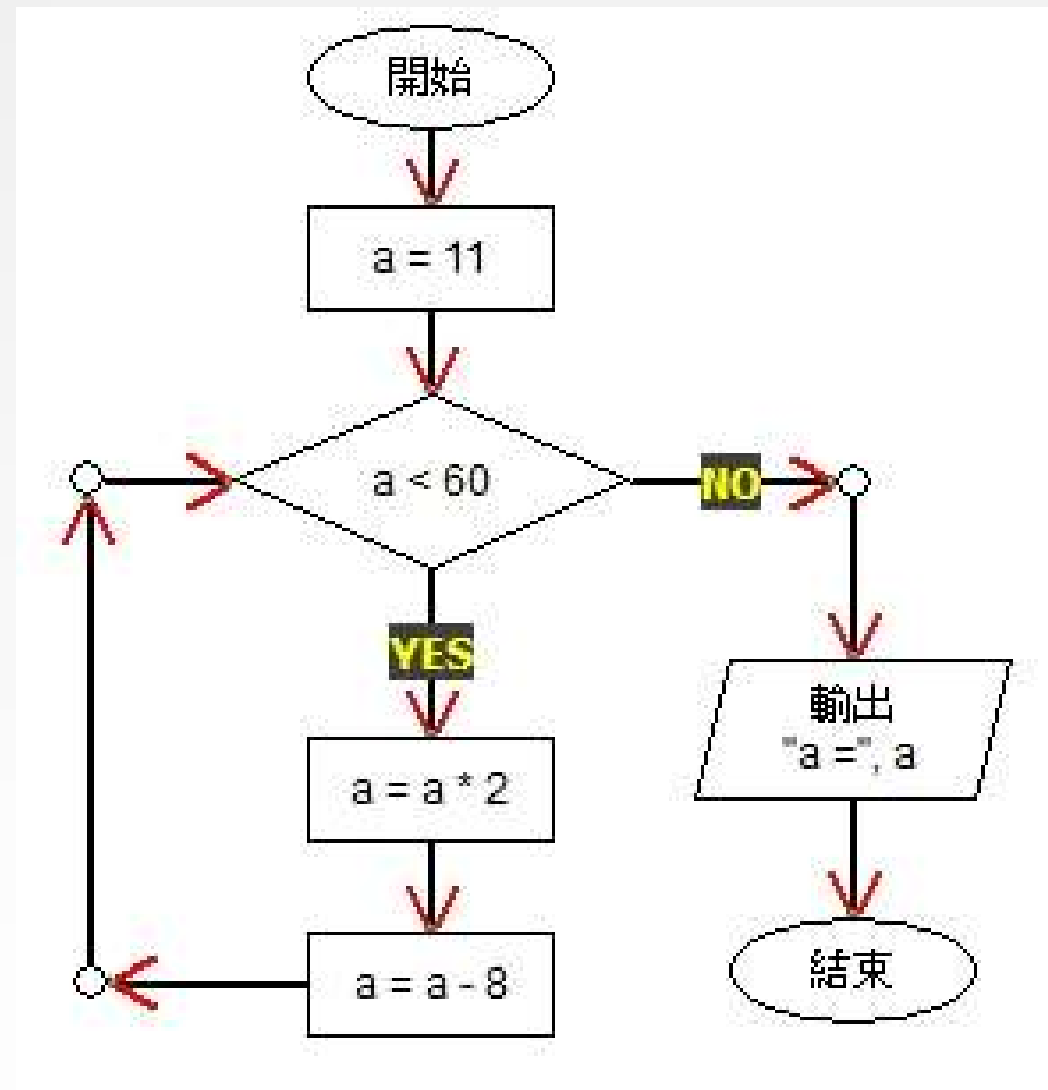 開始
a = 11
a < 60
NO
YES
輸出
"a =", a
a = a * 2
a = a - 8
結束